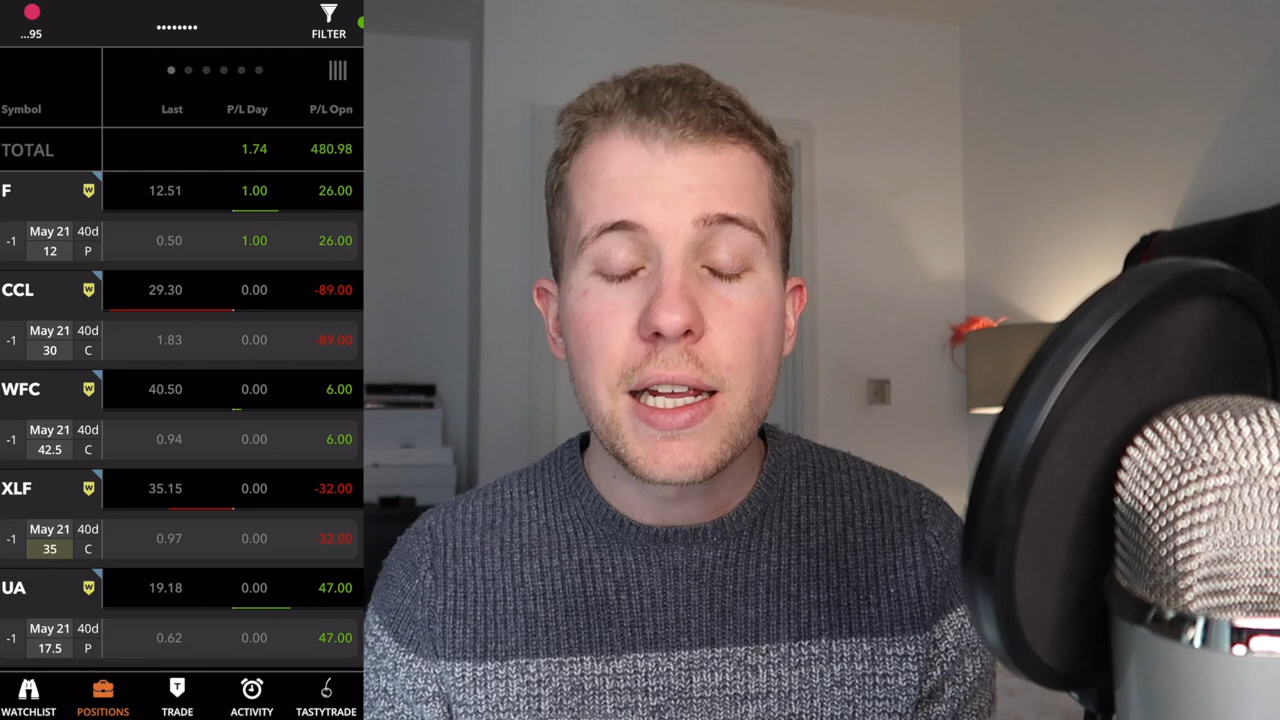 ...95
••••••••
FILTER
Symbol Last P/L Day P/L Opn
TOTAL 1.74 480.98
F W 12.51 1.00 26.00
-1 May 21 40d 0.50 1.00 26.00
12 P
CCL W 29.30 0.00 -89.00
-1 May 21 40d 1.83 0.00 -89.00
30 C
WFC W 40.50 0.00 6.00
-1 May 21 40d 0.94 0.00 6.00
42.5 C
XLF W 35.15 0.00 -32.00
-1 May 21 40d 0.97 0.00 -32.00
35 C
UA W 19.18 0.00 47.00
-1 May 21 40d 0.62 0.00 47.00
17.5 P
T
WATCHLIST POSITIONS TRADE ACTIVITY TASTYTRADE